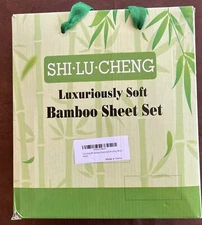 SHI·LU·CHENG
Luxuriously Soft
Bamboo Sheet Set